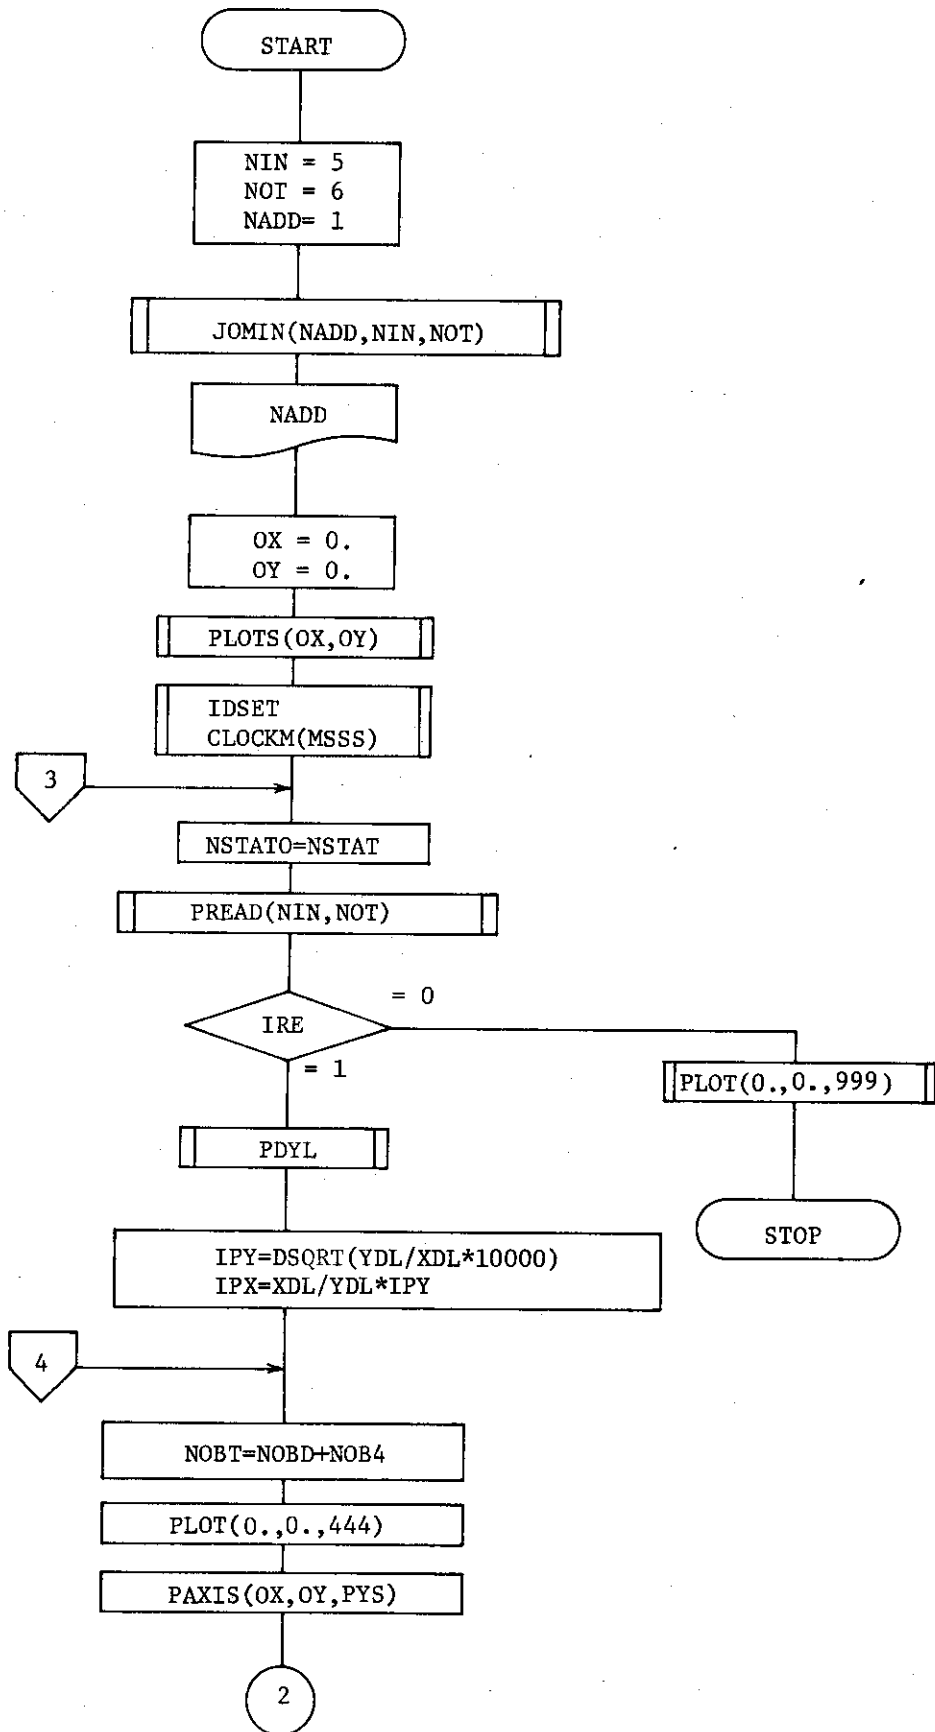 START
NIN = 5
NOT = 6
NADD= 1
JOMIN(NADD,NIN,NOT)
NADD
OX = 0.
OY = 0.
PLOTS(OX,OY)
IDSET
CLOCKM(MSSS)
3
NSTATO=NSTAT
PREAD(NIN,NOT)
= 0
IRE
= 1
PLOT(0.,0.,999)
PDYL
STOP
IPY=DSQRT(YDL/XDL*10000)
IPX=XDL/YDL*IPY
4
NOBT=NOBD+NOB4
PLOT(0.,0.,444)
PAXIS(OX,OY,PYS)
2